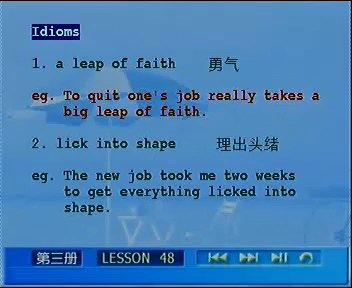 Idioms
1. a leap of faith 勇气
eg. To quit one's job really takes a
big leap of faith.
2. lick into shape 理出头绪
eg. The new job took me two weeks
to get everything licked into
shape.
第三册 LESSON 48